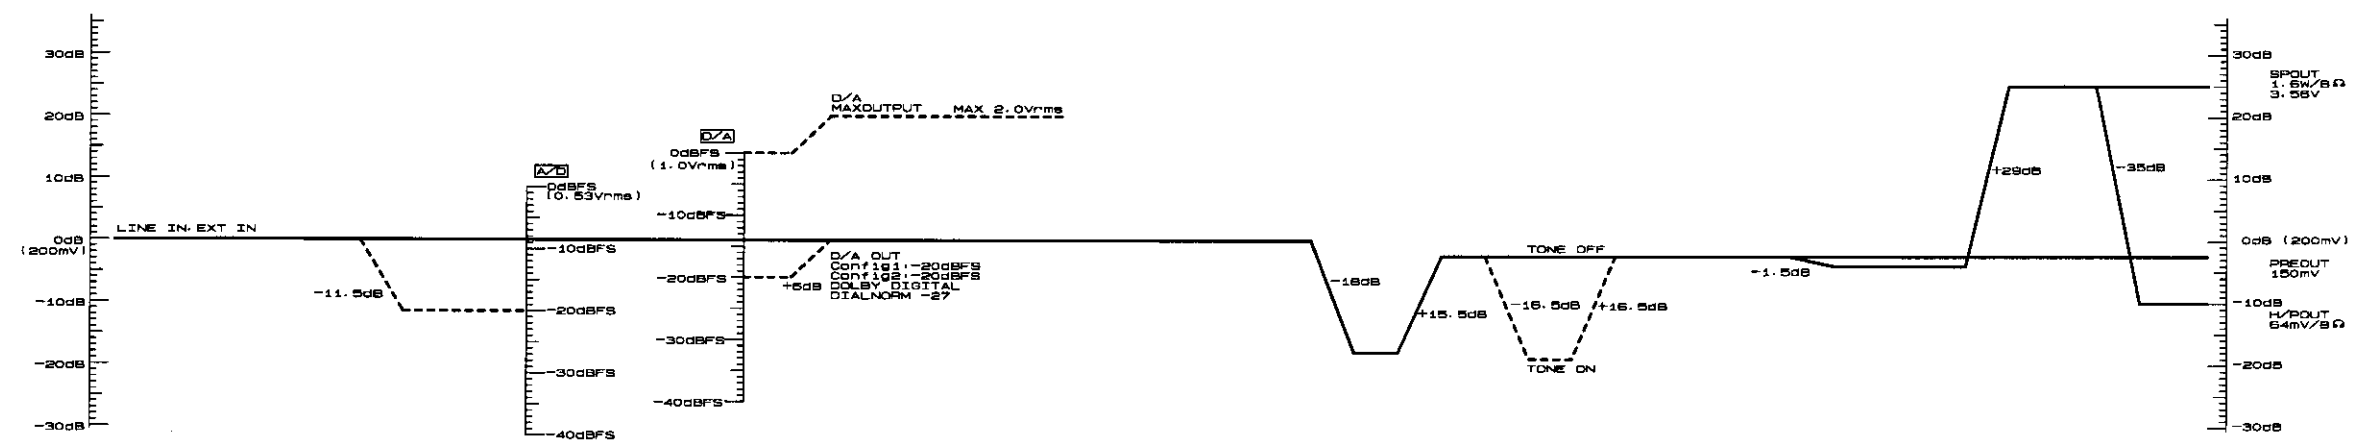 30dB
20dB
10dB
0dB
(200mV)
-10dB
-20dB
-30dB
LINE IN·EXT IN
-11.5dB
A/D
0dBFS
(0.53Vrms)
-10dBFS
-20dBFS
-30dBFS
-40dBFS
D/A
0dBFS
(1.0Vrms)
-10dBFS
-20dBFS
-30dBFS
-40dBFS
D/A
MAXOUTPUT MAX 2.0Vrms
+6dB
D/A OUT
Config1:-20dBFS
Config2:-20dBFS
DOLBY DIGITAL
DIALNORM -27
-18dB
+15.5dB
TONE OFF
-16.5dB
+16.5dB
TONE ON
-1.5dB
+29dB
-35dB
30dB
20dB
10dB
0dB (200mV)
-10dB
-20dB
-30dB
SPOUT
1.6W/8Ω
3.56V
PREOUT
150mV
H/POUT
64mV/8Ω